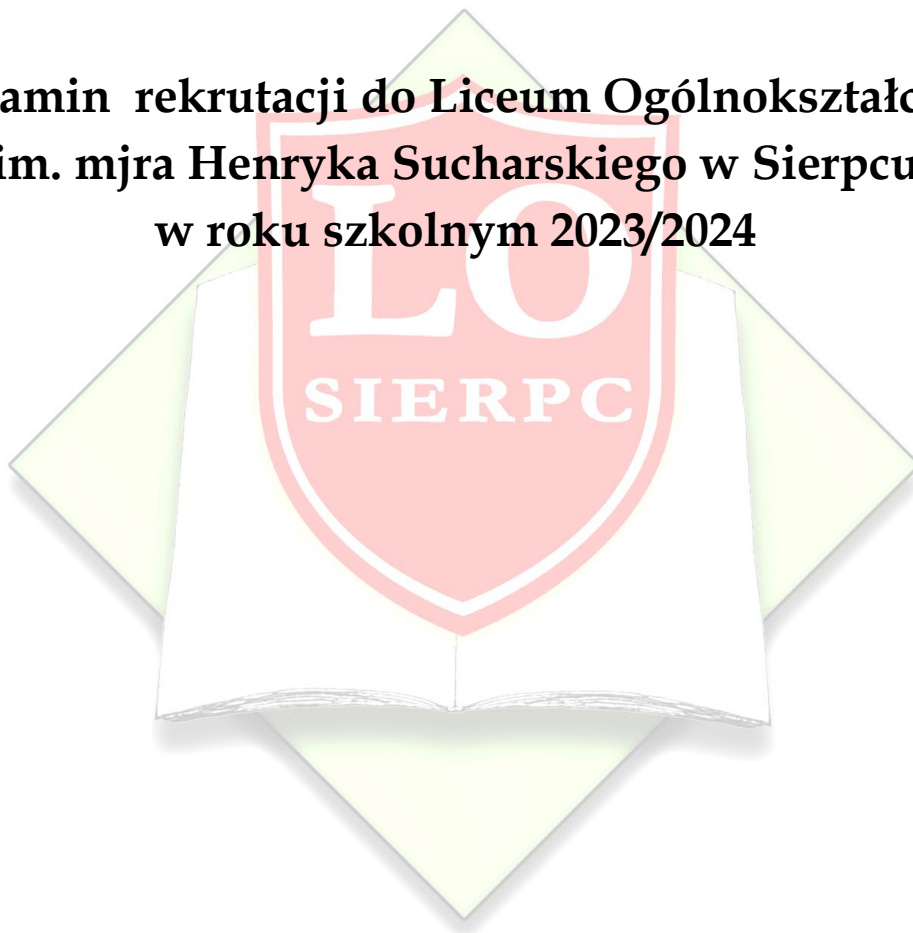 amin rekrutacji do Liceum Ogólnokształc
im. mjra Henryka Sucharskiego w Sierpcu
w roku szkolnym 2023/2024
LO
SIERPC